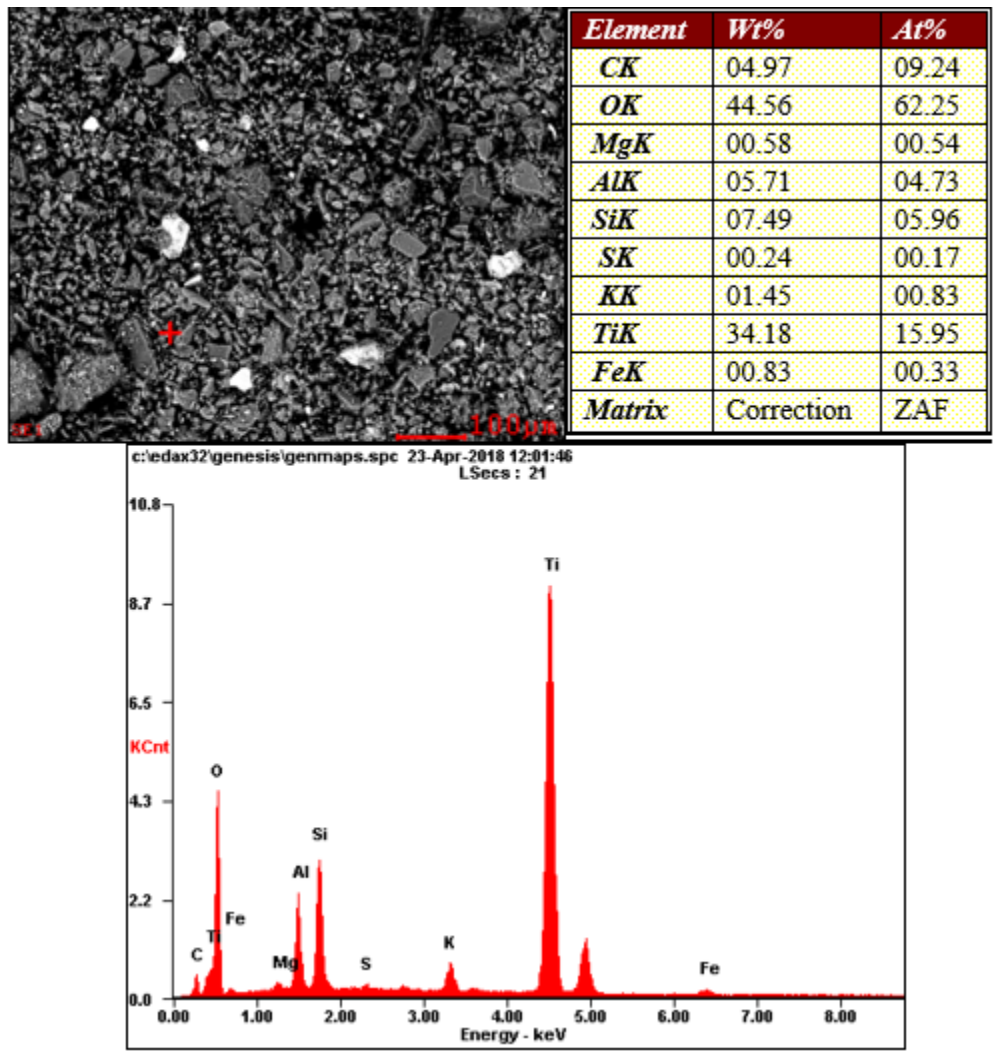 Element Wt% At%
CK 04.97 09.24
OK 44.56 62.25
MgK 00.58 00.54
AlK 05.71 04.73
SiK 07.49 05.96
SK 00.24 00.17
KK 01.45 00.83
TiK 34.18 15.95
FeK 00.83 00.33
Matrix Correction ZAF
100µm
c:\edax32\genesis\genmaps.spc 23-Apr-2018 12:01:46
LSecs : 21
10.8
Ti
8.7
6.5
KCnt
O
4.3
Si
Al
2.2
Fe
Ti
C
K
Mg
S
Fe
0.0
0.00 1.00 2.00 3.00 4.00 5.00 6.00 7.00 8.00
Energy - keV